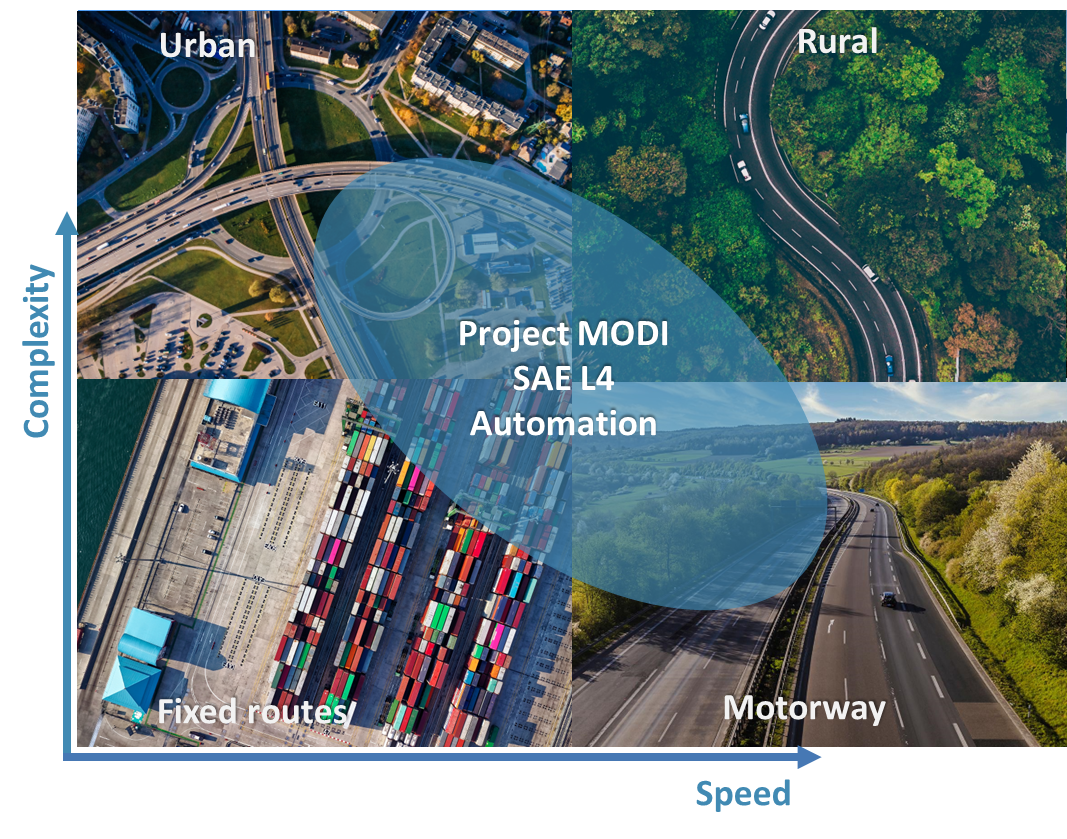 Urban
Rural
Project MODI
SAE L4
Automation
Complexity
Fixed routes
Motorway
Speed